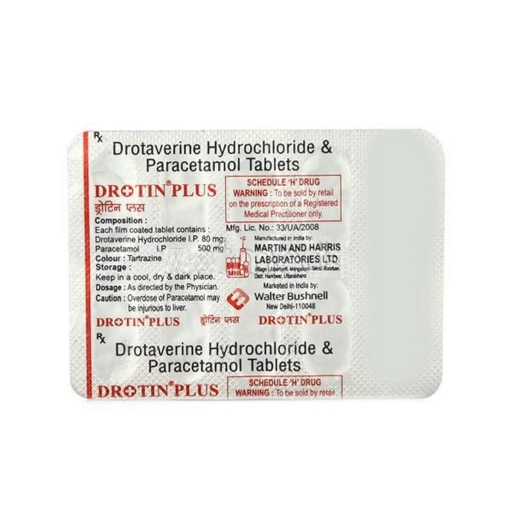 Rx
Drotaverine Hydrochloride &
Paracetamol Tablets
DROTIN® PLUS
ड्रोटिन प्लस
Composition :
Each film coated tablet contains :
Drotaverine Hydrochloride I.P. 80 mg.
Paracetamol I.P 500 mg
Colour : Tartrazine
Storage :
Keep in a cool, dry & dark place.
Dosage : As directed by the Physician.
Caution : Overdose of Paracetamol may
be injurious to liver.
SCHEDULE 'H' DRUG
WARNING : To be sold by retail
on the prescription of a Registered
Medical Practitioner only.
Mfg. Lic. No.: 33/UA/2008
Manufactured in India by:
MHL
MARTIN AND HARRIS
LABORATORIES LTD.
Dist. Haridwar, Uttarakhand
Marketed in India by:
Walter Bushnell
New Delhi-110048
DROTIN® PLUS ड्रोटिन प्लस DROTIN® PLUS
Rx
Drotaverine Hydrochloride &
Paracetamol Tablets
DROTIN® PLUS
SCHEDULE 'H' DRUG
WARNING : To be sold by retail